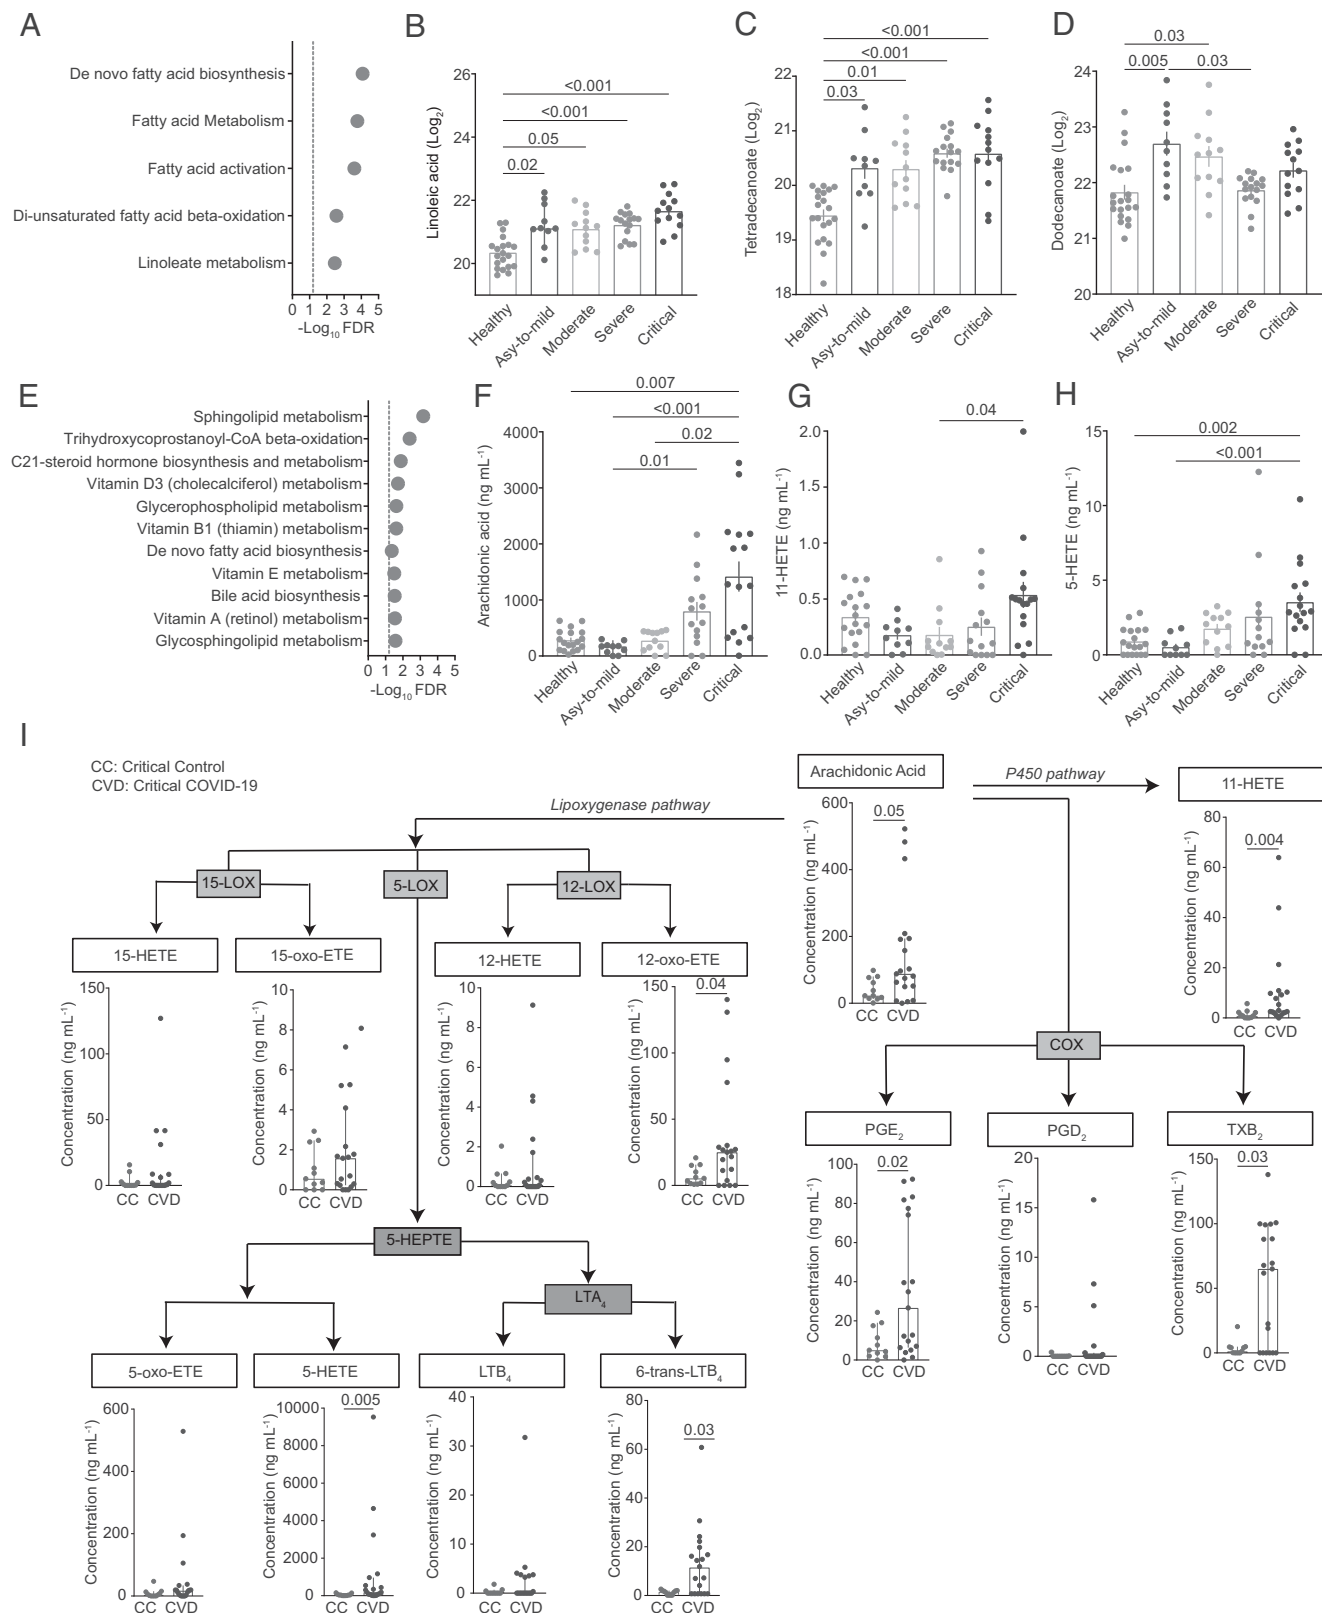 A
De novo fatty acid biosynthesis
Fatty acid Metabolism
Fatty acid activation
Di-unsaturated fatty acid beta-oxidation
Linoleate metabolism
0 1 2 3 4 5
-Log10 FDR
B
Linoleic acid (Log2)
26
24
22
20
<0.001
<0.001
0.05
0.02
Healthy
Asy-to-mild
Moderate
Severe
Critical
C
Tetradecanoate (Log2)
22
21
20
19
18
<0.001
<0.001
0.01
0.03
Healthy
Asy-to-mild
Moderate
Severe
Critical
D
Dodecanoate (Log2)
24
23
22
21
20
0.03
0.005
0.03
Healthy
Asy-to-mild
Moderate
Severe
Critical
E
Sphingolipid metabolism
Trihydroxycoprostanoyl-CoA beta-oxidation
C21-steroid hormone biosynthesis and metabolism
Vitamin D3 (cholecalciferol) metabolism
Glycerophospholipid metabolism
Vitamin B1 (thiamin) metabolism
De novo fatty acid biosynthesis
Vitamin E metabolism
Bile acid biosynthesis
Vitamin A (retinol) metabolism
Glycosphingolipid metabolism
0 1 2 3 4 5
-Log10 FDR
F
Arachidonic acid (ng mL-1)
4000
3000
2000
1000
0
0.007
<0.001
0.02
0.01
Healthy
Asy-to-mild
Moderate
Severe
Critical
G
11-HETE (ng mL-1)
2.0
1.5
1.0
0.5
0.0
0.04
Healthy
Asy-to-mild
Moderate
Severe
Critical
H
5-HETE (ng mL-1)
15
10
5
0
0.002
<0.001
Healthy
Asy-to-mild
Moderate
Severe
Critical
I
CC: Critical Control
CVD: Critical COVID-19
Lipoxygenase pathway
Arachidonic Acid
P450 pathway
11-HETE
Concentration (ng mL-1)
600
400
200
0
0.05
CC CVD
Concentration (ng mL-1)
80
60
40
20
0
0.004
CC CVD
15-LOX
5-LOX
12-LOX
15-HETE
15-oxo-ETE
12-HETE
12-oxo-ETE
Concentration (ng mL-1)
150
100
50
0
CC CVD
Concentration (ng mL-1)
10
8
6
4
2
0
CC CVD
Concentration (ng mL-1)
10
8
6
4
2
0
CC CVD
Concentration (ng mL-1)
150
100
50
0
0.04
CC CVD
COX
PGE2
PGD2
TXB2
Concentration (ng mL-1)
100
80
60
40
20
0
0.02
CC CVD
Concentration (ng mL-1)
20
15
10
5
0
CC CVD
Concentration (ng mL-1)
150
100
50
0
0.03
CC CVD
5-HEPTE
LTA4
5-oxo-ETE
5-HETE
LTB4
6-trans-LTB4
Concentration (ng mL-1)
600
400
200
0
CC CVD
Concentration (ng mL-1)
10000
8000
6000
4000
2000
0
0.005
CC CVD
Concentration (ng mL-1)
40
30
20
10
0
CC CVD
Concentration (ng mL-1)
80
60
40
20
0
0.03
CC CVD